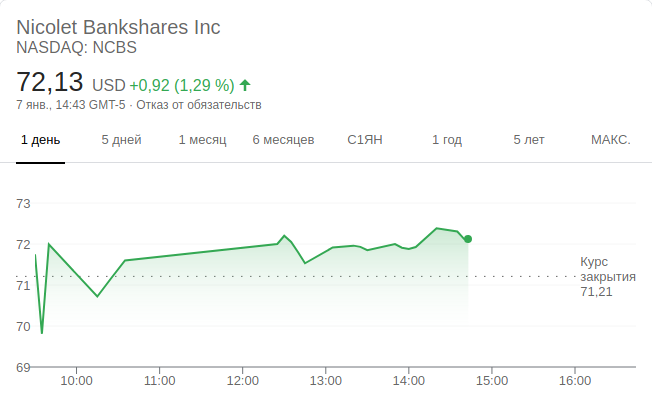 Nicolet Bankshares Inc
NASDAQ: NCBS
72,13 USD +0,92 (1,29 %)
7 янв., 14:43 GMT-5 · Отказ от обязательств
1 день 5 дней 1 месяц 6 месяцев С1ЯН 1 год 5 лет МАКС.
73
72
Курс
закрытия
71
71,21
70
69
10:00 11:00 12:00 13:00 14:00 15:00 16:00